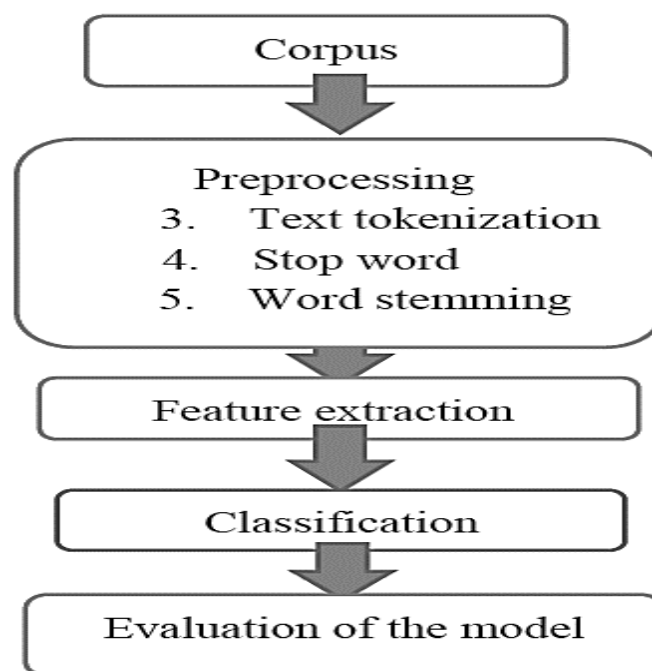 Corpus
Preprocessing
3. Text tokenization
4. Stop word
5. Word stemming
Feature extraction
Classification
Evaluation of the model